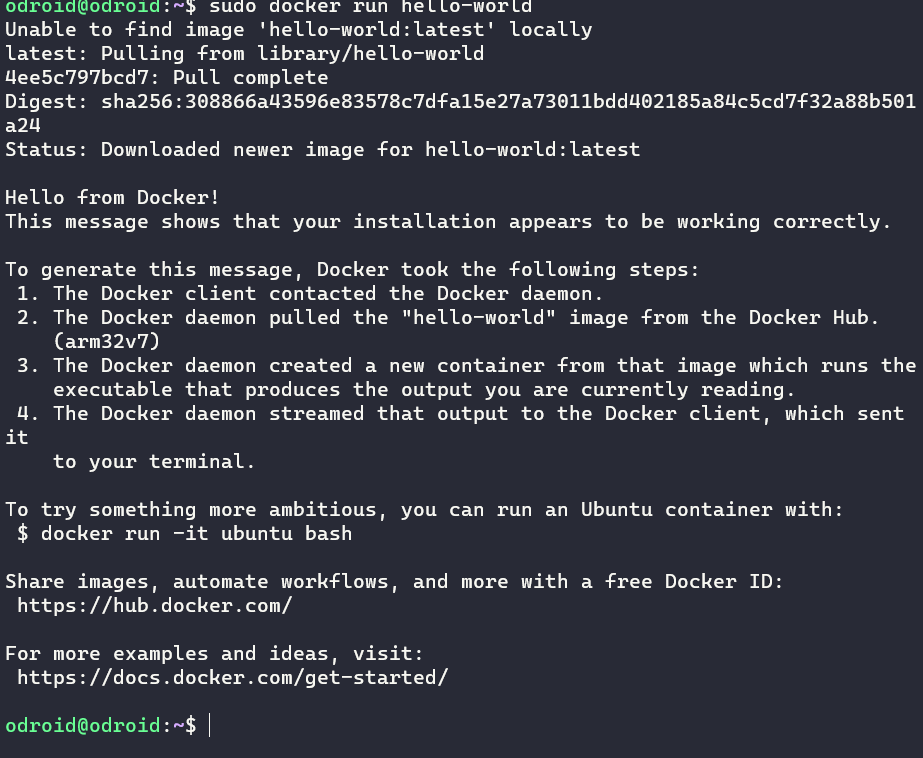 odroid@odroid:~$ sudo docker run hello-world
Unable to find image 'hello-world:latest' locally
latest: Pulling from library/hello-world
4ee5c797bcd7: Pull complete
Digest: sha256:308866a43596e83578c7dfa15e27a73011bdd402185a84c5cd7f32a88b501
a24
Status: Downloaded newer image for hello-world:latest

Hello from Docker!
This message shows that your installation appears to be working correctly.

To generate this message, Docker took the following steps:
 1. The Docker client contacted the Docker daemon.
 2. The Docker daemon pulled the "hello-world" image from the Docker Hub.
    (arm32v7)
 3. The Docker daemon created a new container from that image which runs the
    executable that produces the output you are currently reading.
 4. The Docker daemon streamed that output to the Docker client, which sent
it
    to your terminal.

To try something more ambitious, you can run an Ubuntu container with:
 $ docker run -it ubuntu bash

Share images, automate workflows, and more with a free Docker ID:
 https://hub.docker.com/

For more examples and ideas, visit:
 https://docs.docker.com/get-started/

odroid@odroid:~$